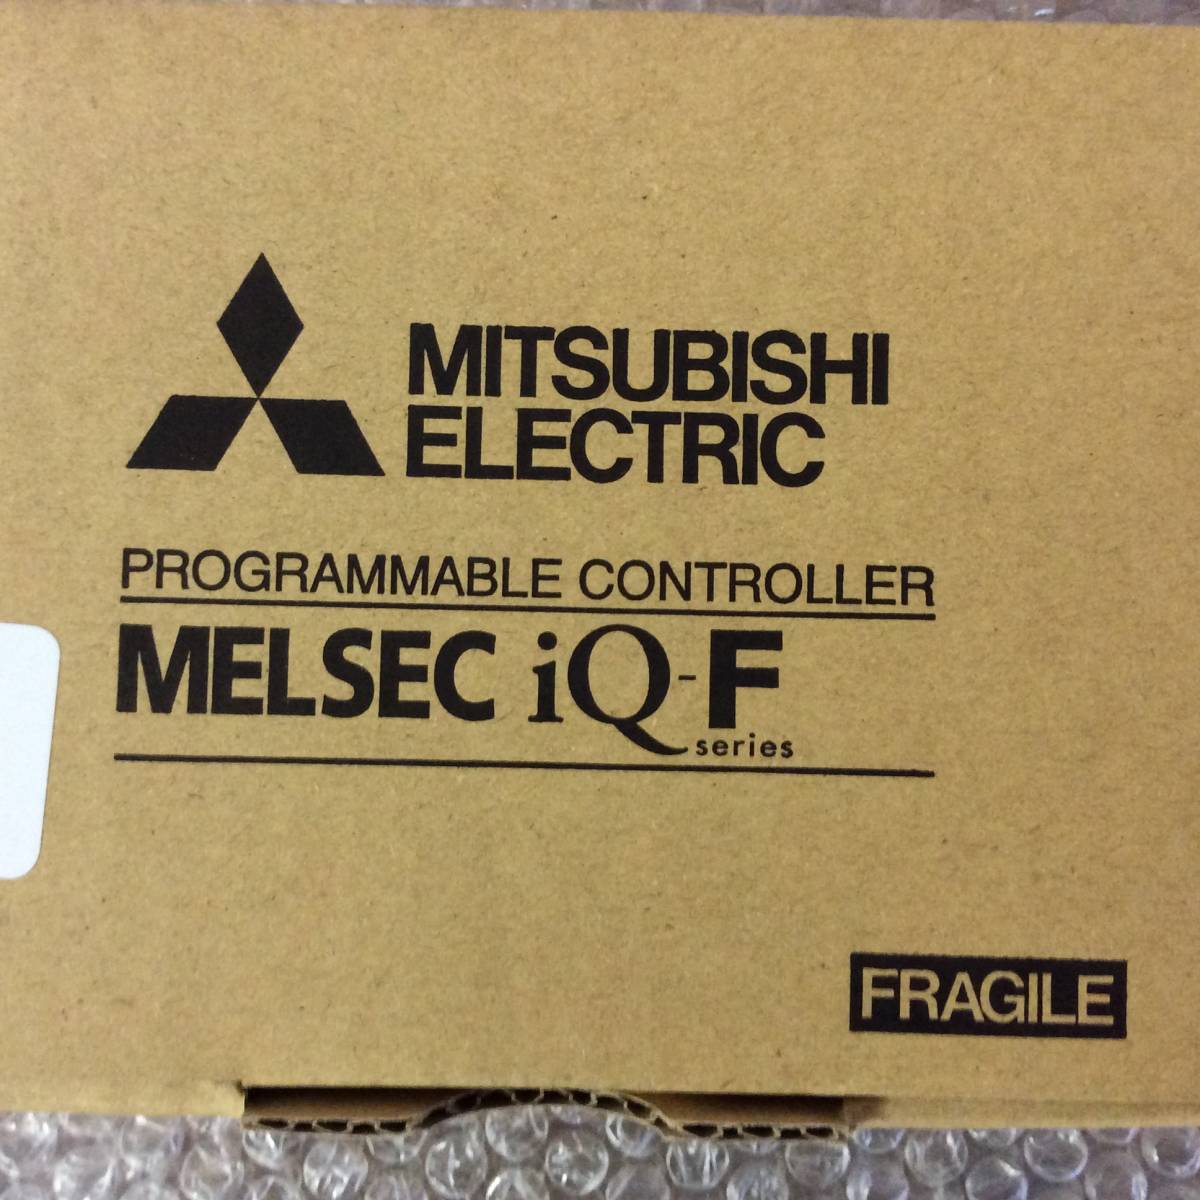 MITSUBISHI
ELECTRIC
PROGRAMMABLE CONTROLLER
MELSEC iQ-F
series
FRAGILE